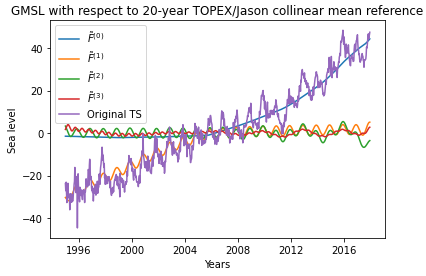 GMSL with respect to 20-year TOPEX/Jason collinear mean reference
F̃⁽⁰⁾
F̃⁽¹⁾
F̃⁽²⁾
F̃⁽³⁾
Original TS
40
20
0
−20
−40
Sea level
1996
2000
2004
2008
2012
2016
Years